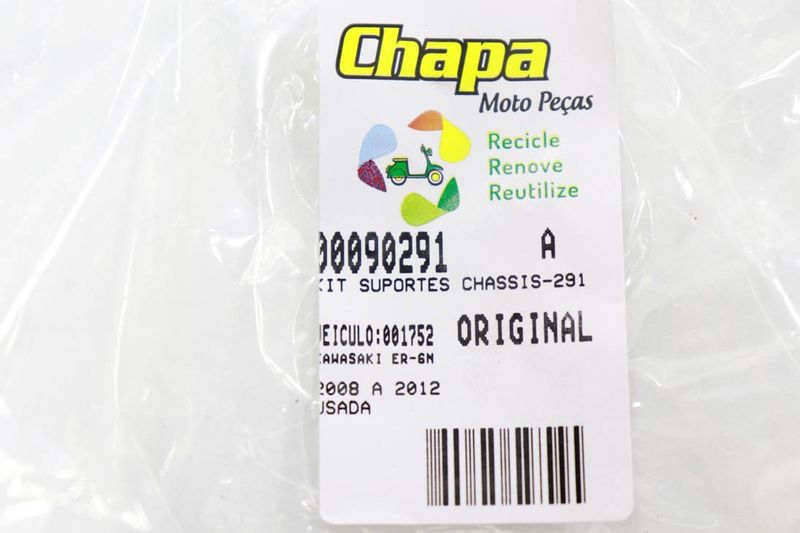 Chapa
Moto Peças
Recicle
Renove
Reutilize
00090291 A
KIT SUPORTES CHASSIS-291
VEICULO:001752 ORIGINAL
KAWASAKI ER-6N
2008 A 2012
USADA